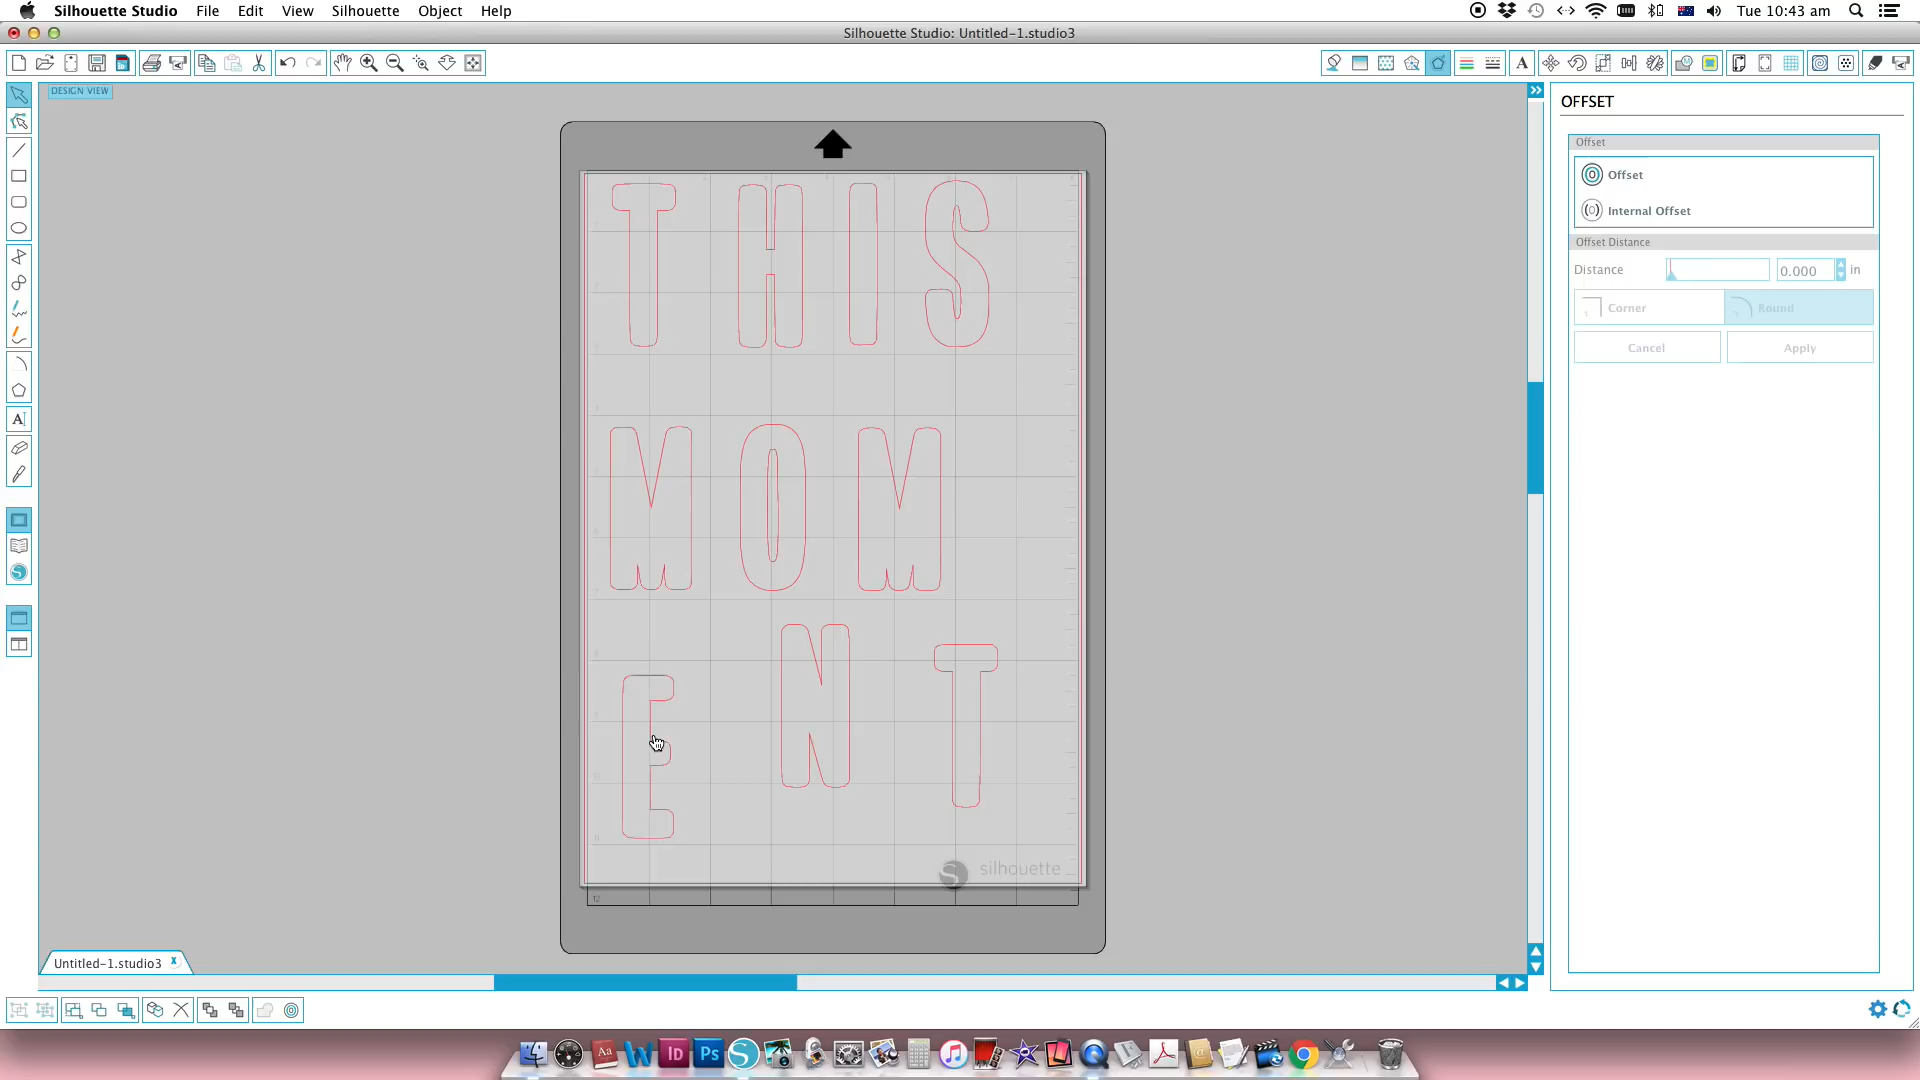 Silhouette Studio File Edit View Silhouette Object Help
Tue 10:43 am
Silhouette Studio: Untitled-1.studio3
DESIGN VIEW
OFFSET
Offset
Offset
Internal Offset
Offset Distance
Distance 0.000 in
Corner Round
Cancel Apply
THIS
MOM
ENT
silhouette
12
Untitled-1.studio3 x